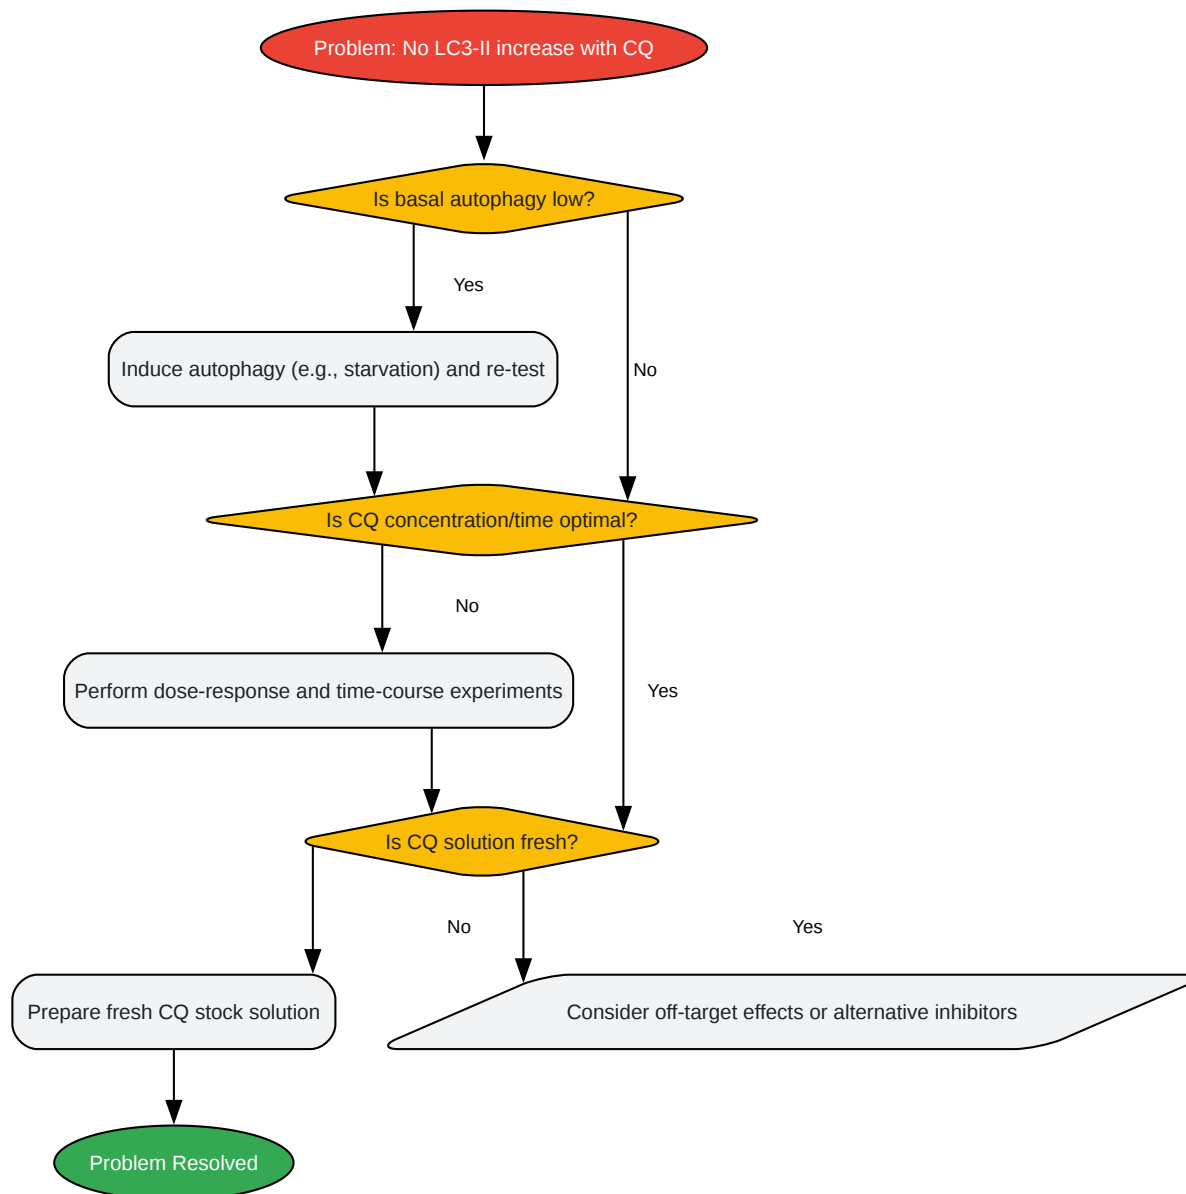 Problem: No LC3-II increase with CQ
Is basal autophagy low?
Yes
Induce autophagy (e.g., starvation) and re-test
No
Is CQ concentration/time optimal?
No
Perform dose-response and time-course experiments
Yes
Is CQ solution fresh?
No
Yes
Prepare fresh CQ stock solution
Consider off-target effects or alternative inhibitors
Problem Resolved